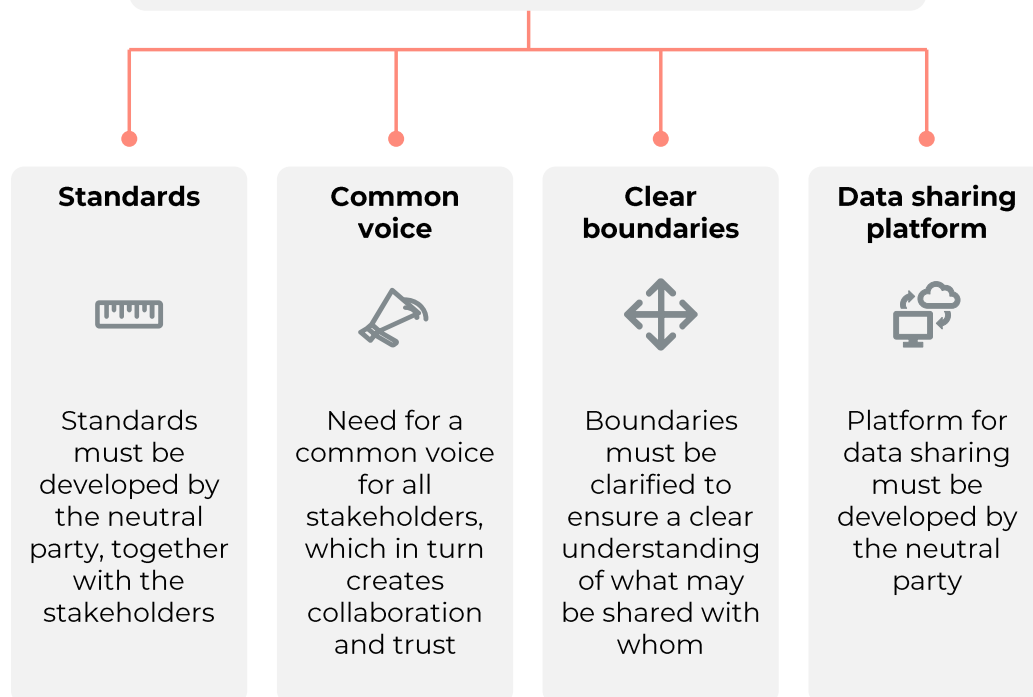 Standards
Standards
must be
developed by
the neutral
party, together
with the
stakeholders
Common
voice
Need for a
common voice
for all
stakeholders,
which in turn
creates
collaboration
and trust
Clear
boundaries
Boundaries
must be
clarified to
ensure a clear
understanding
of what may
be shared with
whom
Data sharing
platform
Platform for
data sharing
must be
developed by
the neutral
party